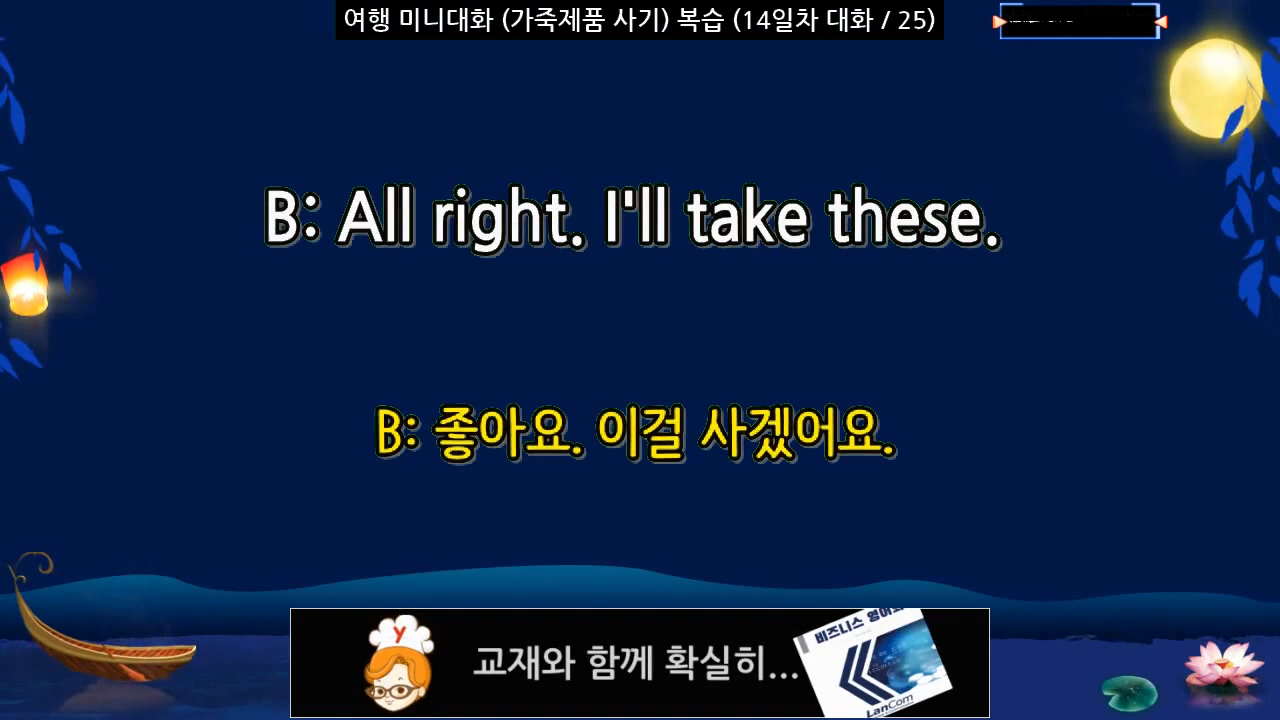 여행 미니대화 (가죽제품 사기) 복습 (14일차 대화 / 25)
B: All right. I'll take these.
B: 좋아요. 이걸 사겠어요.
Y
교재와 함께 확실히...
비즈니스
LanCom